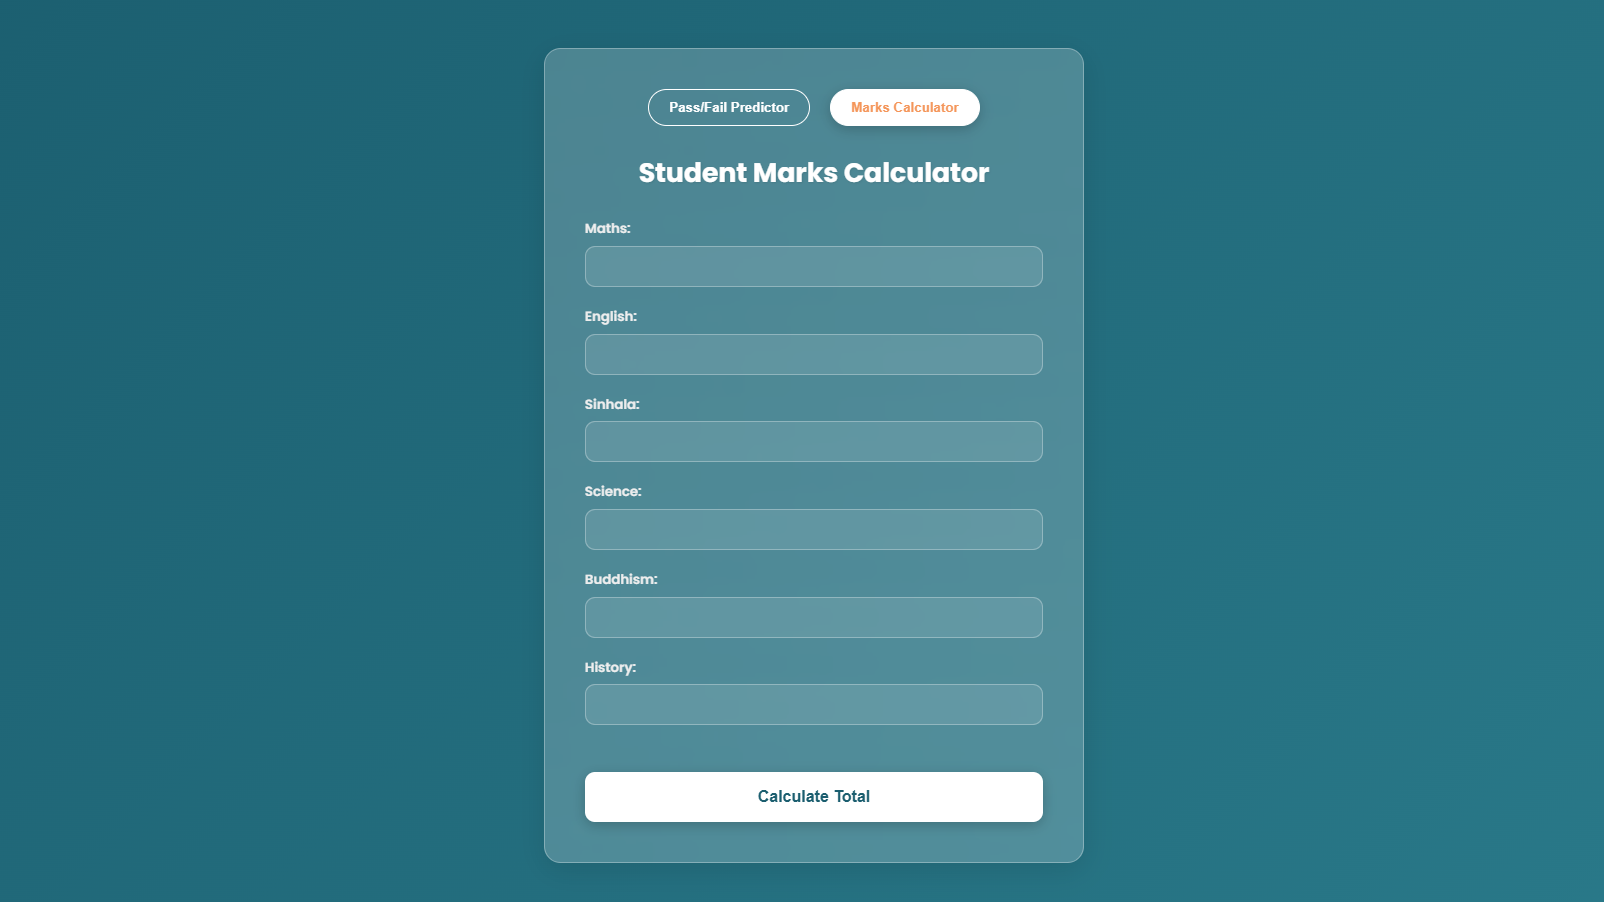 Pass/Fail Predictor Marks Calculator
Student Marks Calculator
Maths:
English:
Sinhala:
Science:
Buddhism:
History:
Calculate Total